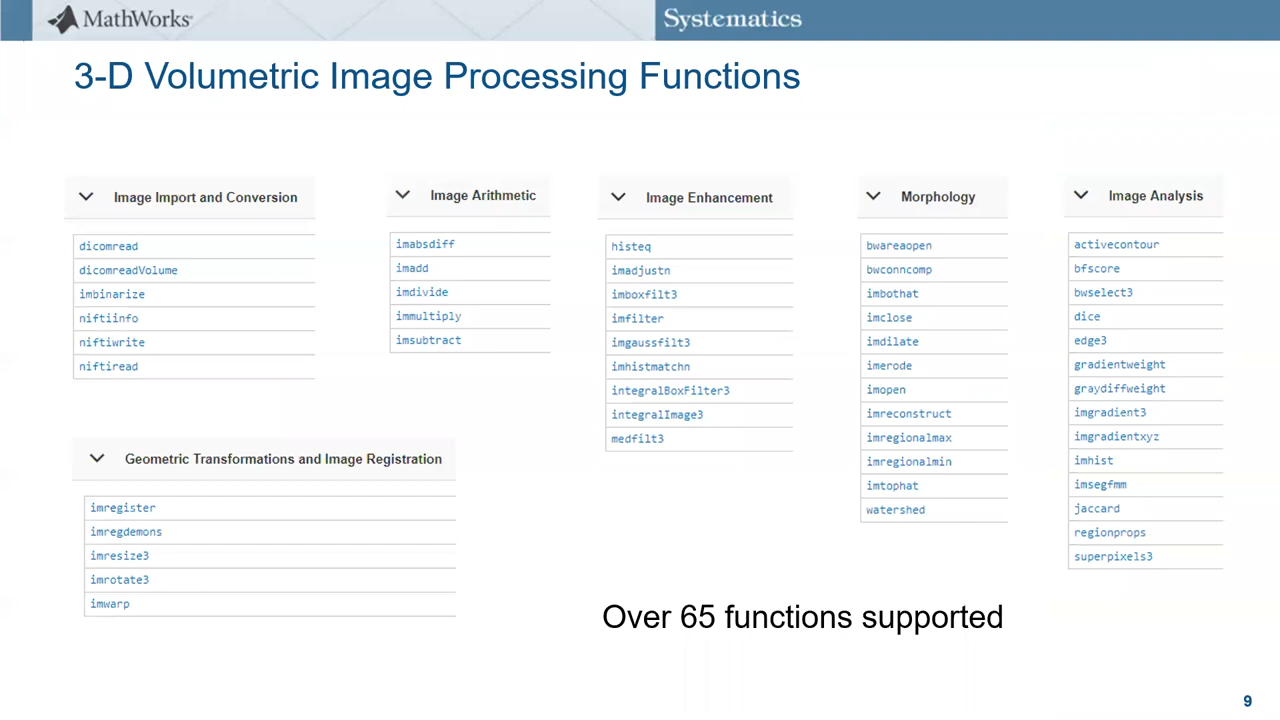 MathWorks
Systematics
3-D Volumetric Image Processing Functions
Image Import and Conversion
dicomread
dicomreadVolume
imbinarize
niftiinfo
niftiwrite
niftiread
Image Arithmetic
imabsdiff
imadd
imdivide
immultiply
imsubtract
Image Enhancement
histeq
imadjustn
imboxfilt3
imfilter
imgaussfilt3
imhistmatchn
integralBoxFilter3
integralImage3
medfilt3
Morphology
bwareaopen
bwconncomp
imbothat
imclose
imdilate
imerode
imopen
imreconstruct
imregionalmax
imregionalmin
imtophat
watershed
Image Analysis
activecontour
bfscore
bwselect3
dice
edge3
gradientweight
graydiffweight
imgradient3
imgradientxyz
imhist
imsegfmm
jaccard
regionprops
superpixels3
Geometric Transformations and Image Registration
imregister
imregdemons
imresize3
imrotate3
imwarp
Over 65 functions supported
9